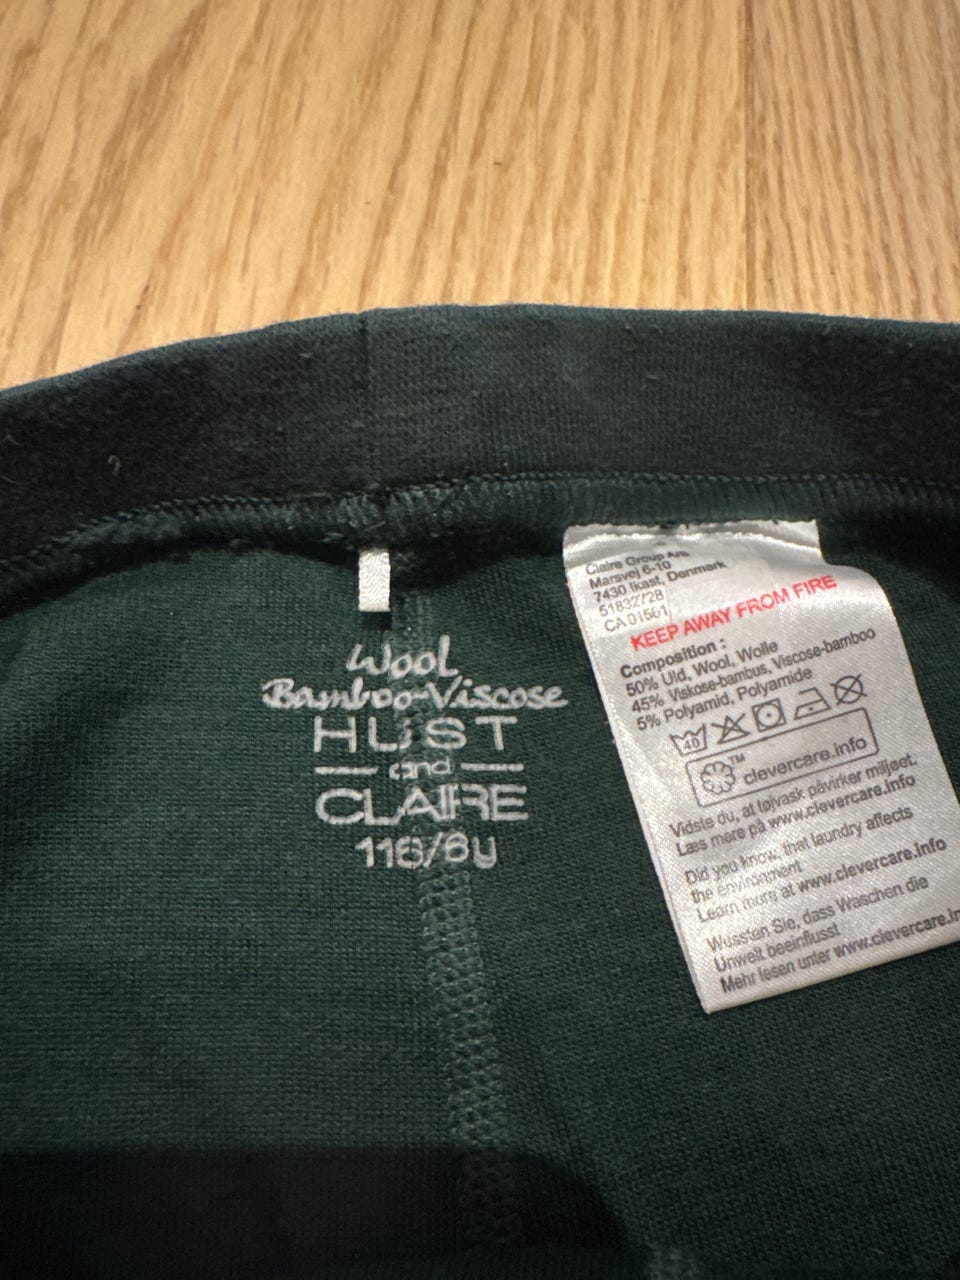 Wool
Bamboo-Viscose
HUST
and
CLAIRE
116/6y
Claire Group A/s
Marsvej 6-10
7430 Ikast, Denmark
51832728
CA 01561
KEEP AWAY FROM FIRE
Composition :
50% Uld, Wool, Wolle
45% Viskose-bambus, Viscose-bamboo
5% Polyamid, Polyamide
40
clevercare.info
Vidste du, at tøjvask påvirker miljøet.
Læs mere på www.clevercare.info
Did you know, that laundry affects
the environment
Learn more at www.clevercare.info
Wussten Sie, dass Waschen die
Umwelt beeinflusst
Mehr lesen unter www.clevercare.in